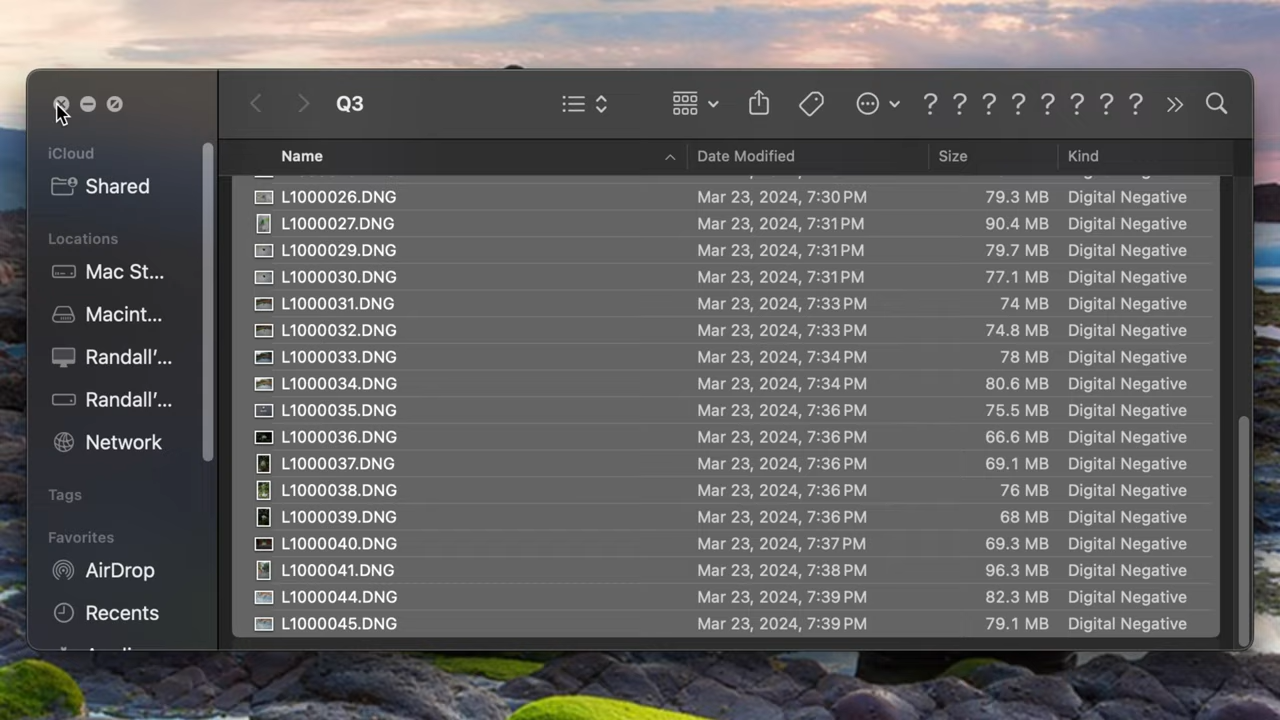 Q3
? ? ? ? ? ? ? ?
iCloud
Shared
Locations
Mac St...
Macint...
Randall’...
Randall’...
Network
Tags
Favorites
AirDrop
Recents
Name Date Modified Size Kind
L1000026.DNG Mar 23, 2024, 7:30 PM 79.3 MB Digital Negative
L1000027.DNG Mar 23, 2024, 7:31 PM 90.4 MB Digital Negative
L1000029.DNG Mar 23, 2024, 7:31 PM 79.7 MB Digital Negative
L1000030.DNG Mar 23, 2024, 7:31 PM 77.1 MB Digital Negative
L1000031.DNG Mar 23, 2024, 7:33 PM 74 MB Digital Negative
L1000032.DNG Mar 23, 2024, 7:33 PM 74.8 MB Digital Negative
L1000033.DNG Mar 23, 2024, 7:34 PM 78 MB Digital Negative
L1000034.DNG Mar 23, 2024, 7:34 PM 80.6 MB Digital Negative
L1000035.DNG Mar 23, 2024, 7:36 PM 75.5 MB Digital Negative
L1000036.DNG Mar 23, 2024, 7:36 PM 66.6 MB Digital Negative
L1000037.DNG Mar 23, 2024, 7:36 PM 69.1 MB Digital Negative
L1000038.DNG Mar 23, 2024, 7:36 PM 76 MB Digital Negative
L1000039.DNG Mar 23, 2024, 7:36 PM 68 MB Digital Negative
L1000040.DNG Mar 23, 2024, 7:37 PM 69.3 MB Digital Negative
L1000041.DNG Mar 23, 2024, 7:38 PM 96.3 MB Digital Negative
L1000044.DNG Mar 23, 2024, 7:39 PM 82.3 MB Digital Negative
L1000045.DNG Mar 23, 2024, 7:39 PM 79.1 MB Digital Negative